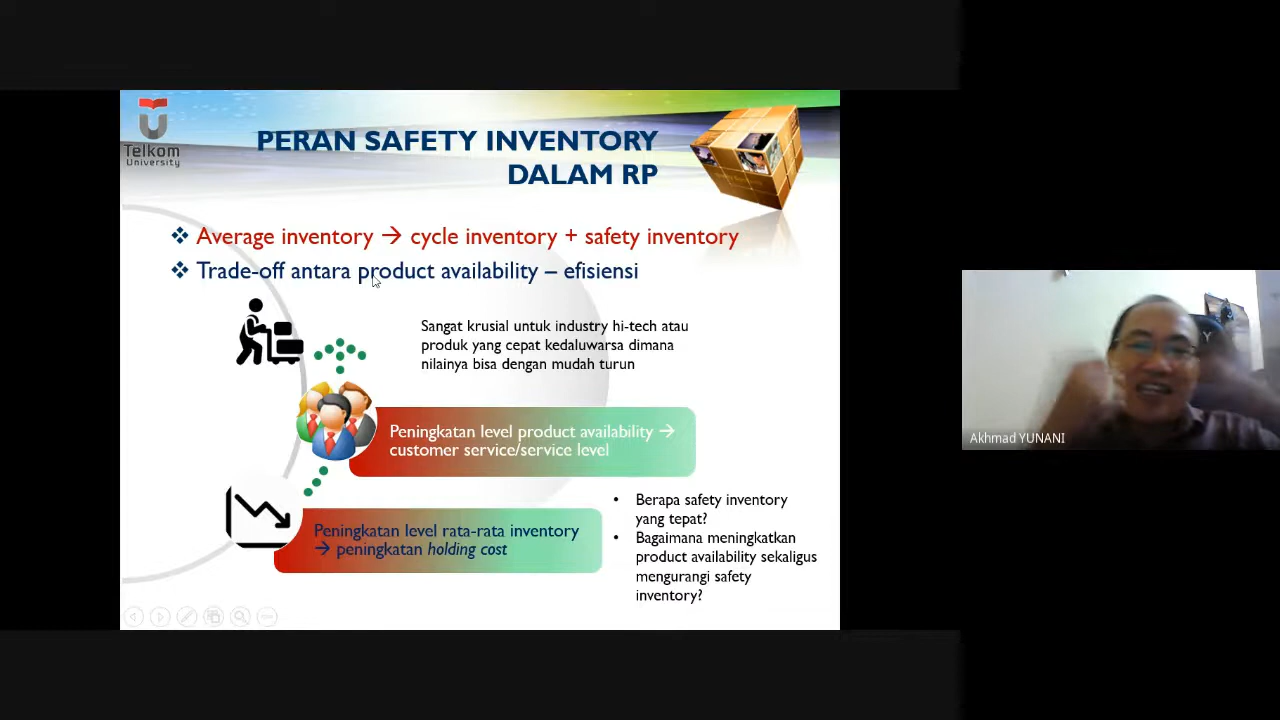 Telkom
University
PERAN SAFETY INVENTORY
DALAM RP
❖ Average inventory → cycle inventory + safety inventory
❖ Trade-off antara product availability – efisiensi
Sangat krusial untuk industry hi-tech atau
produk yang cepat kedaluwarsa dimana
nilainya bisa dengan mudah turun
Peningkatan level product availability →
customer service/service level
Peningkatan level rata-rata inventory
→ peningkatan holding cost
• Berapa safety inventory
yang tepat?
• Bagaimana meningkatkan
product availability sekaligus
mengurangi safety
inventory?
Akhmad YUNANI